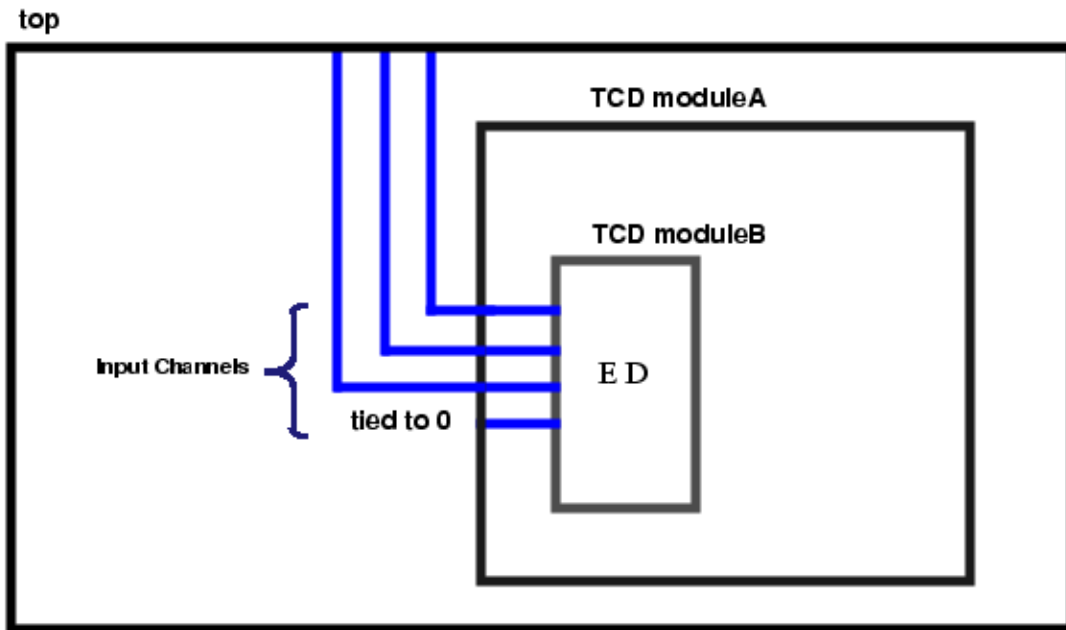 top
TCD moduleA
TCD moduleB
Input Channels
E D
tied to 0